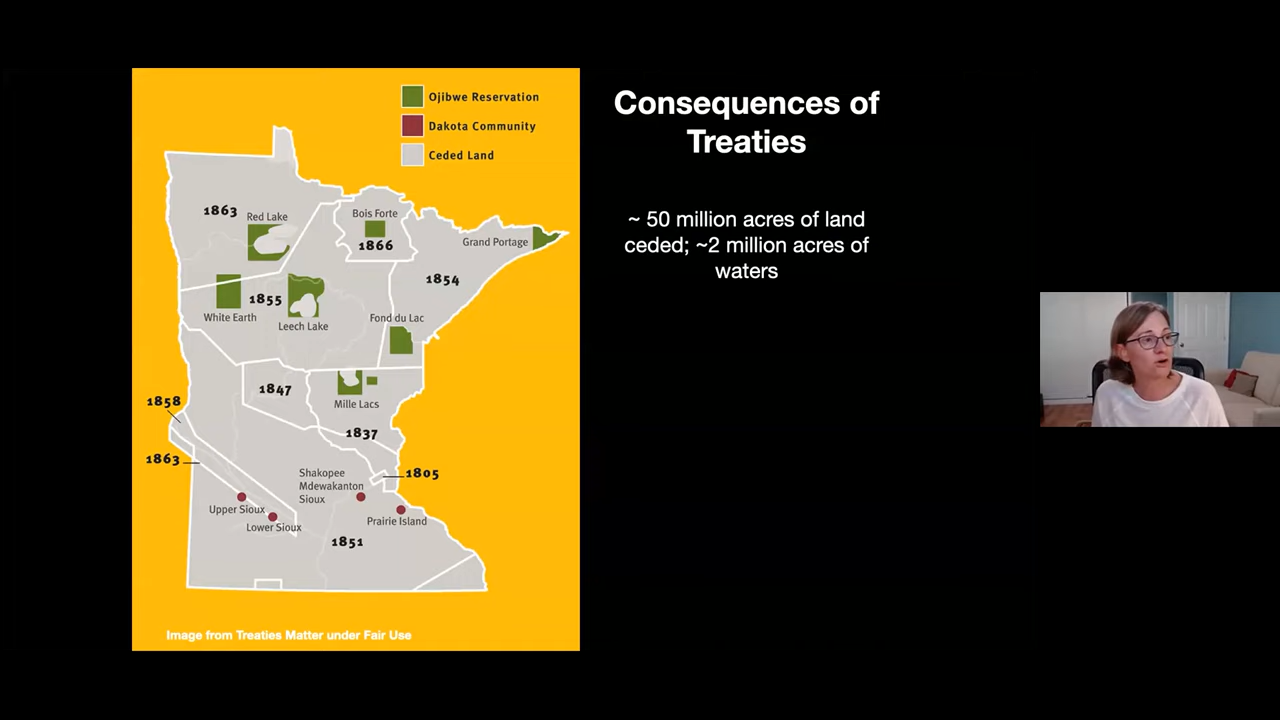 Ojibwe Reservation
Dakota Community
Ceded Land
Consequences of
Treaties
~ 50 million acres of land
ceded; ~2 million acres of
waters
1863
Red Lake
Bois Forte
1866
Grand Portage
1854
1855
White Earth
Leech Lake
Fond du Lac
1847
Mille Lacs
1858
1837
1863
1805
Shakopee
Mdewakanton
Sioux
Upper Sioux
Lower Sioux
Prairie Island
1851
Image from Treaties Matter under Fair Use